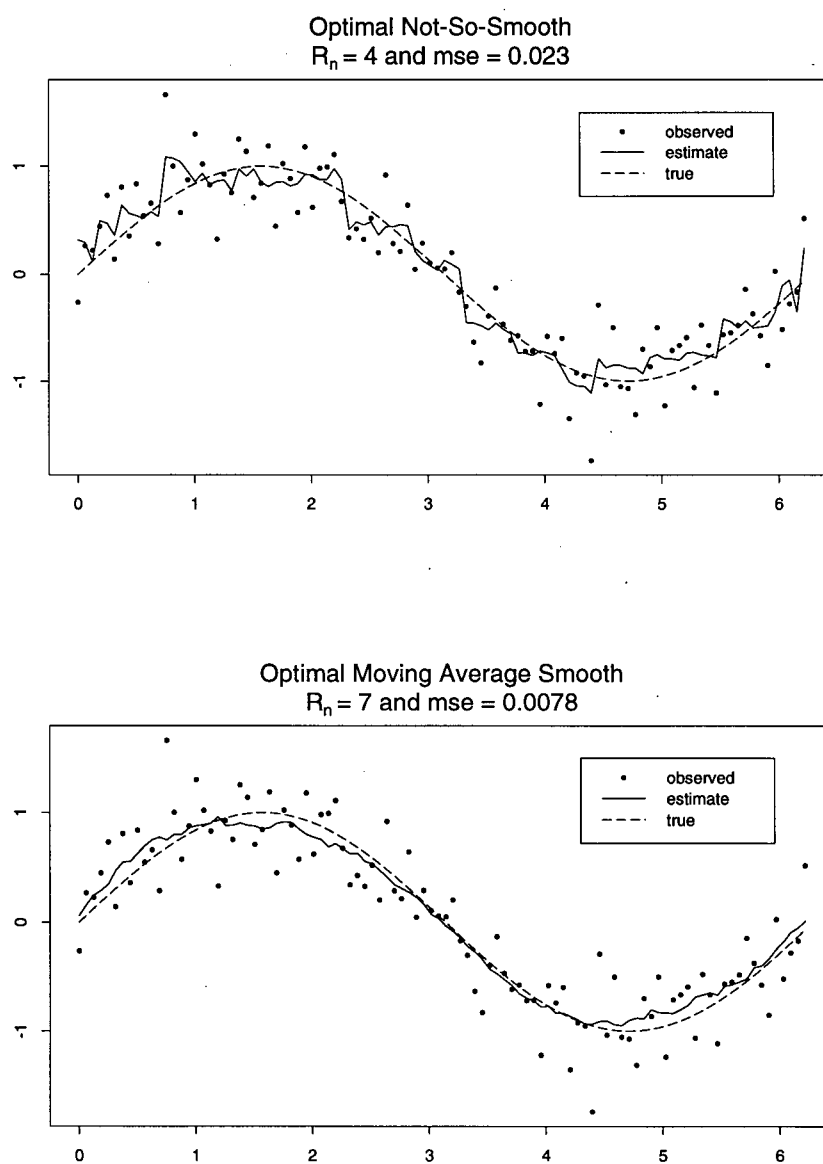 Optimal Not-So-Smooth
Rₙ = 4 and mse = 0.023
observed
estimate
true
1
0
-1
0 1 2 3 4 5 6
Optimal Moving Average Smooth
Rₙ = 7 and mse = 0.0078
observed
estimate
true
1
0
-1
0 1 2 3 4 5 6